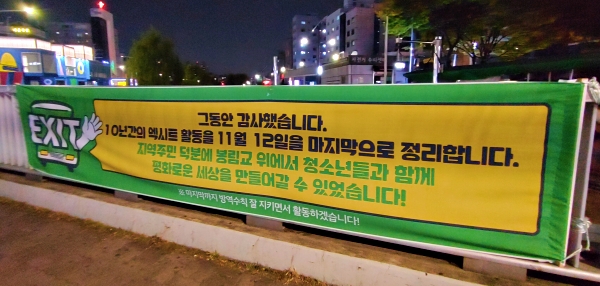 EXIT
그동안 감사했습니다.
10년간의 엑시트 활동을 11월 12일을 마지막으로 정리합니다.
지역주민 덕분에 봉림교 위에서 청소년들과 함께
평화로운 세상을 만들어갈 수 있었습니다!
※ 마지막까지 방역수칙 잘 지키면서 활동하겠습니다!